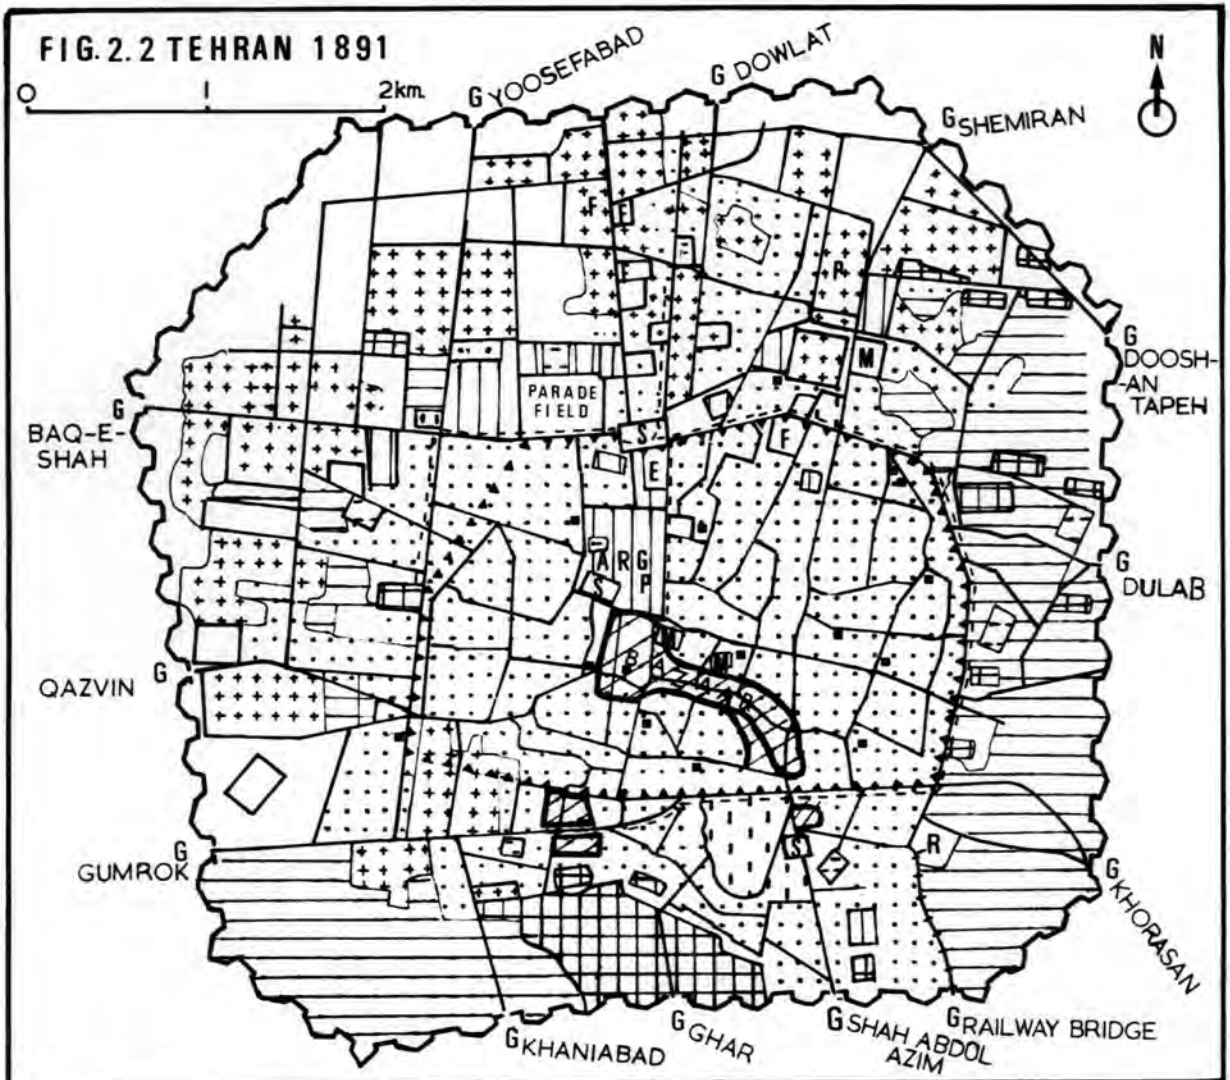 FIG. 2.2 TEHRAN 1891
0 1 2km.
N
G YOOSEFABAD
G DOWLAT
G SHEMIRAN
F F
P
G
DOOSH-
-AN
TAPEH
M
PARADE
FIELD
G
BAQ-E-
SHAH
S
F
E
ARG
P
S
G
DULAB
M
M
BAZAAR
G
QAZVIN
S
R
G
GUMROK
G
KHORASAN
G KHANIABAD
G GHAR
G SHAH ABDOL
AZIM
G RAILWAY BRIDGE